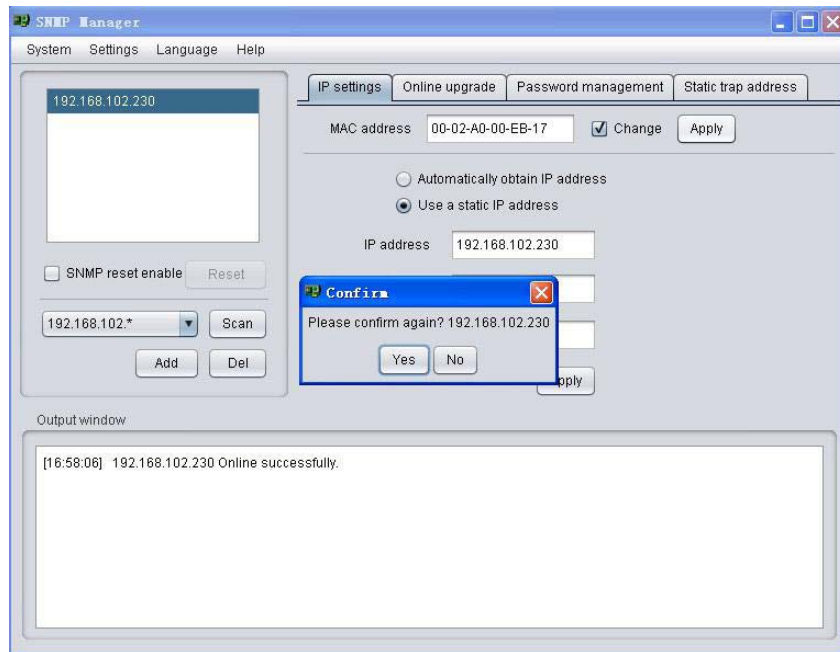 SNMP Manager
System Settings Language Help
192.168.102.230
SNMP reset enable Reset
192.168.102.* Scan
Add Del
IP settings Online upgrade Password management Static trap address
MAC address 00-02-A0-00-EB-17 Change Apply
Automatically obtain IP address
Use a static IP address
IP address 192.168.102.230
Confirm
Please confirm again? 192.168.102.230
Yes No
Output window
[16:58:06] 192.168.102.230 Online successfully.